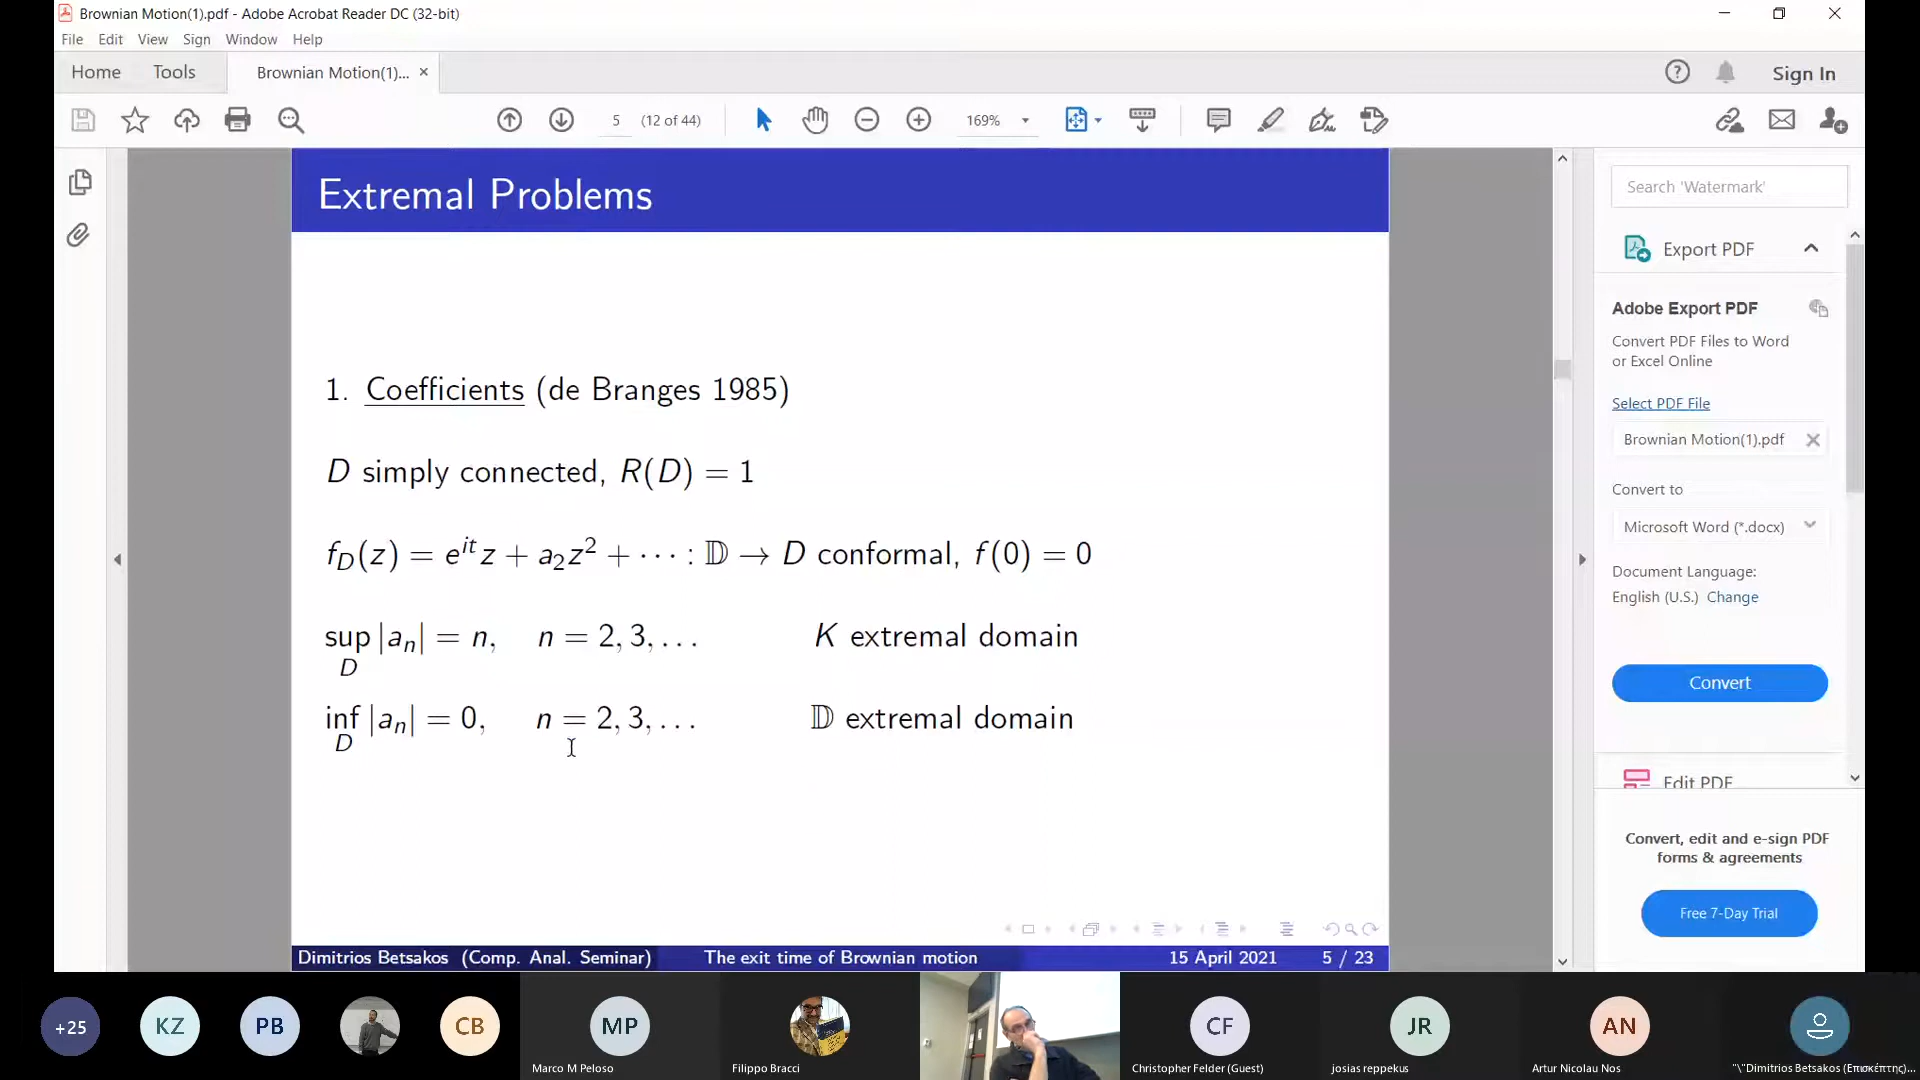 Brownian Motion(1).pdf - Adobe Acrobat Reader DC (32-bit)
File Edit View Sign Window Help
Home Tools Brownian Motion(1)... × Sign In
5 (12 of 44) 169%
Extremal Problems
1. Coefficients (de Branges 1985)
D simply connected, R(D) = 1
f_D(z) = e^{it}z + a_2z^2 + ··· : 𝔻 → D conformal, f(0) = 0
sup_D |a_n| = n, n = 2, 3, . . . K extremal domain
inf_D |a_n| = 0, n = 2, 3, . . . 𝔻 extremal domain
Dimitrios Betsakos (Comp. Anal. Seminar) The exit time of Brownian motion 15 April 2021 5 / 23
Search 'Watermark'
Export PDF
Adobe Export PDF
Convert PDF Files to Word
or Excel Online
Select PDF File
Brownian Motion(1).pdf
Convert to
Microsoft Word (*.docx)
Document Language:
English (U.S.) Change
Convert
Edit PDF
Convert, edit and e-sign PDF
forms & agreements
Free 7-Day Trial
+25 KZ PB CB MP CF JR AN
Marco M Peloso Filippo Bracci Christopher Felder (Guest) josias reppekus Artur Nicolau Nos "\"Dimitrios Betsakos (Επισκέπτης)...